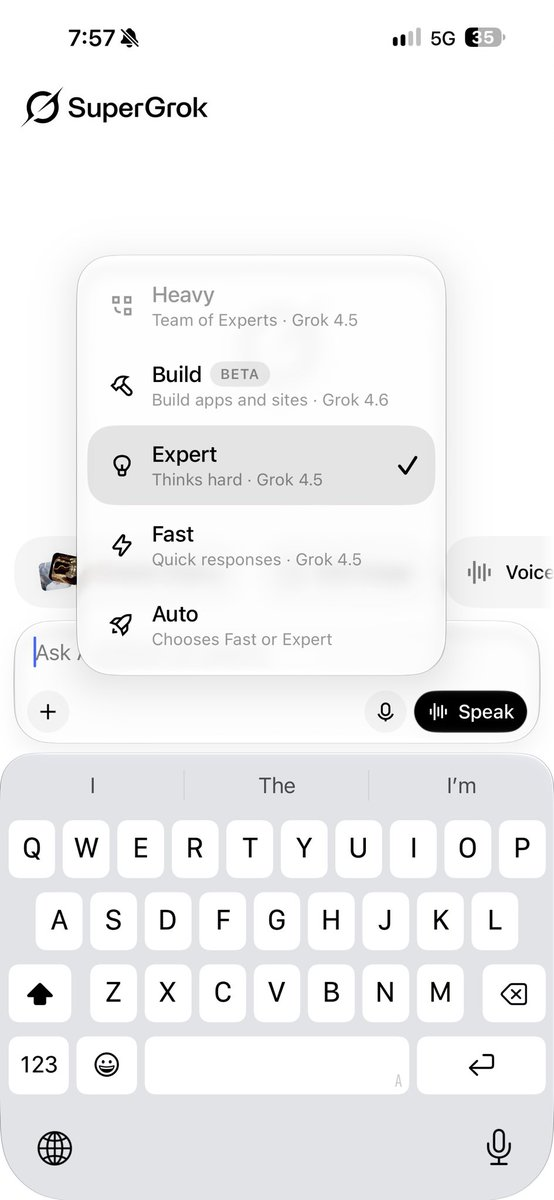 7:57
5G
35
SuperGrok
Heavy
Team of Experts · Grok 4.5
Build BETA
Build apps and sites · Grok 4.6
Expert
Thinks hard · Grok 4.5
Fast
Quick responses · Grok 4.5
Auto
Chooses Fast or Expert
Voice
Ask
+
Speak
I
The
I’m
Q W E R T Y U I O P
A S D F G H J K L
Z X C V B N M
123
A